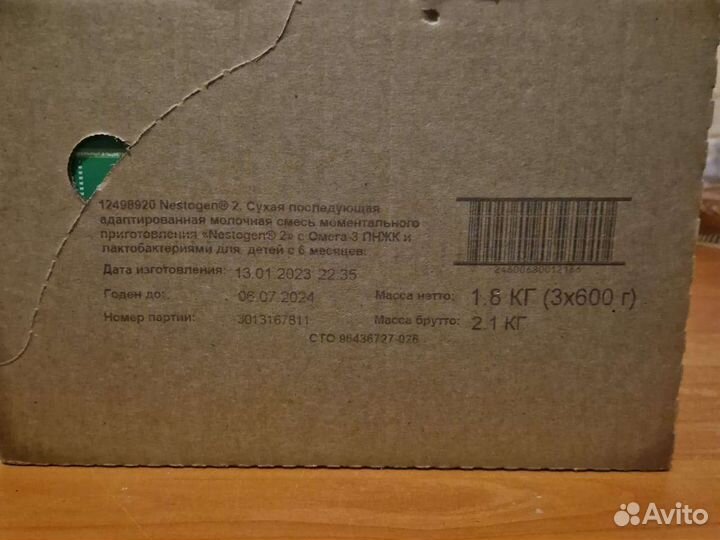 12498920 Nestogen® 2. Сухая последующая
адаптированная молочная смесь моментального
приготовления «Nestogen® 2» с Омега-3 ПНЖК и
лактобактериями для детей с 6 месяцев.
Дата изготовления: 13.01.2023 22:35
Годен до: 06.07.2024
Номер партии: 3013167811
Масса нетто: 1.8 КГ (3x600 г)
Масса брутто: 2.1 КГ
СТО 86436727-026
Avito